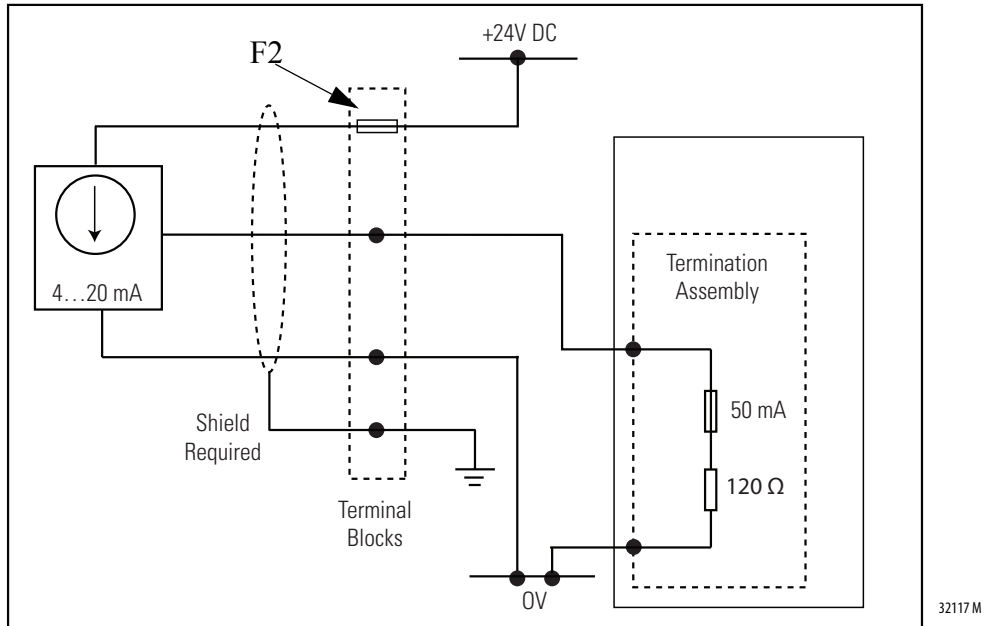 +24V DC
F2
4...20 mA
Termination
Assembly
50 mA
120 Ω
Shield
Required
Terminal
Blocks
0V
32117 M